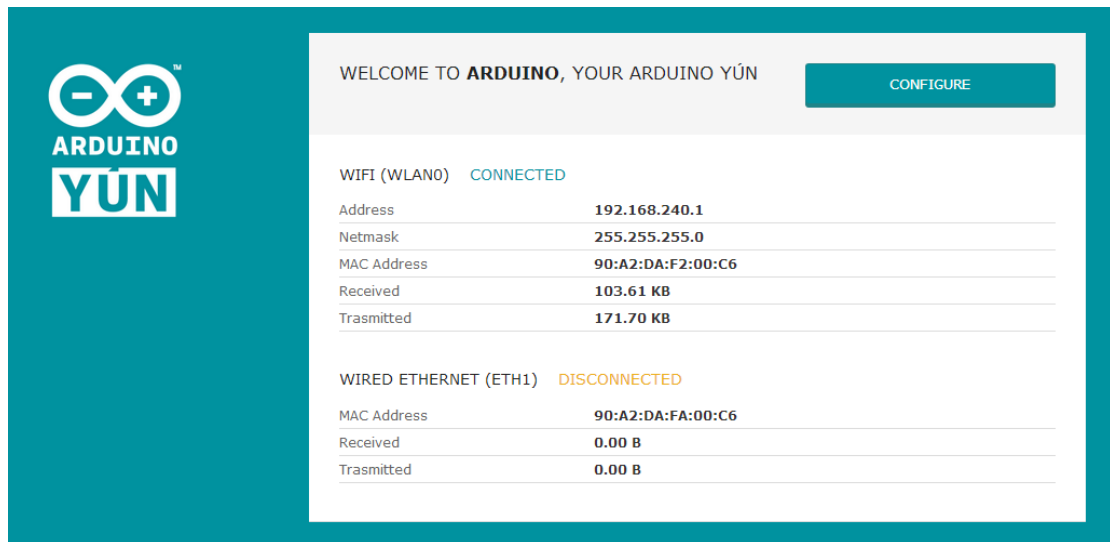 ARDUINO
YÚN
WELCOME TO ARDUINO, YOUR ARDUINO YÚN
CONFIGURE
WIFI (WLAN0) CONNECTED
Address 192.168.240.1
Netmask 255.255.255.0
MAC Address 90:A2:DA:F2:00:C6
Received 103.61 KB
Trasmitted 171.70 KB
WIRED ETHERNET (ETH1) DISCONNECTED
MAC Address 90:A2:DA:FA:00:C6
Received 0.00 B
Trasmitted 0.00 B